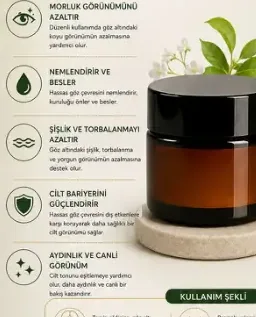 MORLUK GÖRÜNÜMÜNÜ
AZALTIR
Düzenli kullanımda göz altındaki
koyu görünümün azalmasına
yardımcı olur.
NEMLENDİRİR VE
BESLER
Hassas göz çevresini nemlendirir,
kuruluğu önler ve besler.
ŞİŞLİK VE TORBALANMAYI
AZALTIR
Göz altındaki şişlik, torbalanma
ve yorgun görünümün azalmasına
destek olur.
CİLT BARİYERİNİ
GÜÇLENDİRİR
Hassas göz çevresini dış etkenlere
karşı koruyarak daha sağlıklı bir
cilt görünümü sağlar.
AYDINLIK VE CANLI
GÖRÜNÜM
Cilt tonunu eşitlemeye yardımcı
olur, daha aydınlık ve canlı bir
bakış kazandırır.
KULLANIM ŞEKLİ